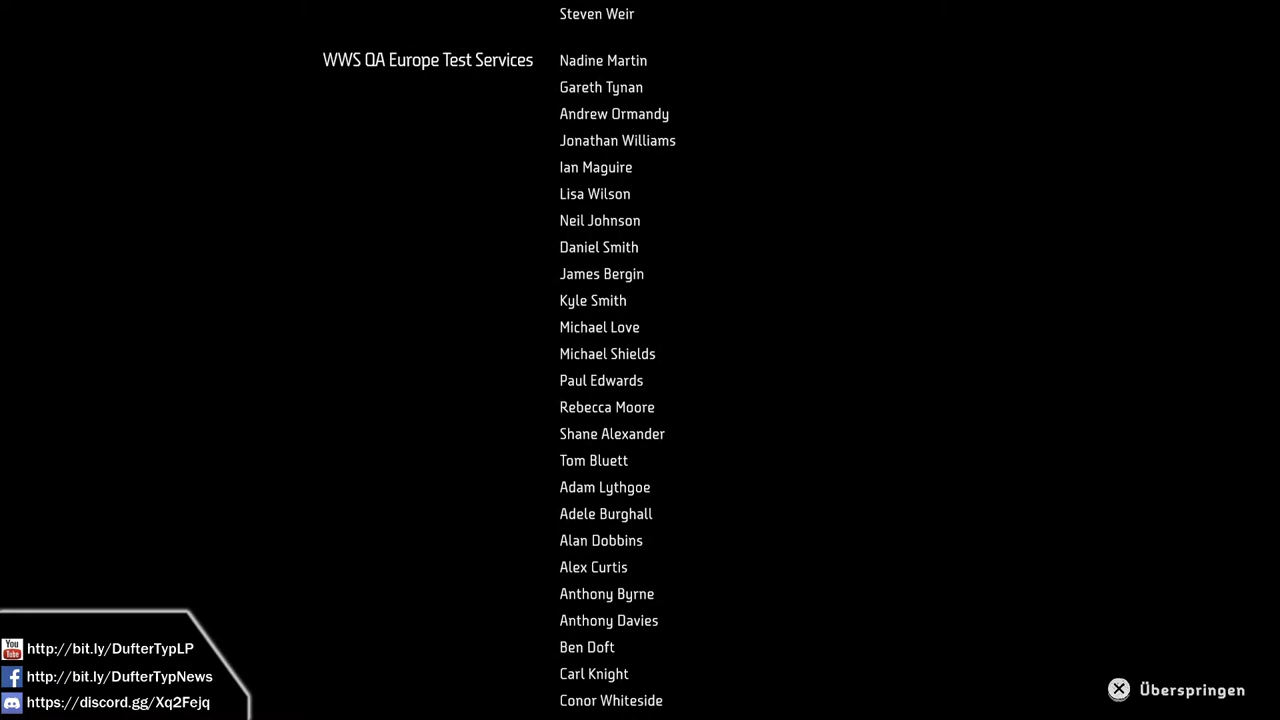 Steven Weir
WWS QA Europe Test Services
Nadine Martin
Gareth Tynan
Andrew Ormandy
Jonathan Williams
Ian Maguire
Lisa Wilson
Neil Johnson
Daniel Smith
James Bergin
Kyle Smith
Michael Love
Michael Shields
Paul Edwards
Rebecca Moore
Shane Alexander
Tom Bluett
Adam Lythgoe
Adele Burghall
Alan Dobbins
Alex Curtis
Anthony Byrne
Anthony Davies
Ben Doft
Carl Knight
Conor Whiteside
You Tube http://bit.ly/DufterTypLP
http://bit.ly/DufterTypNews
https://discord.gg/Xq2Fejq
Überspringen